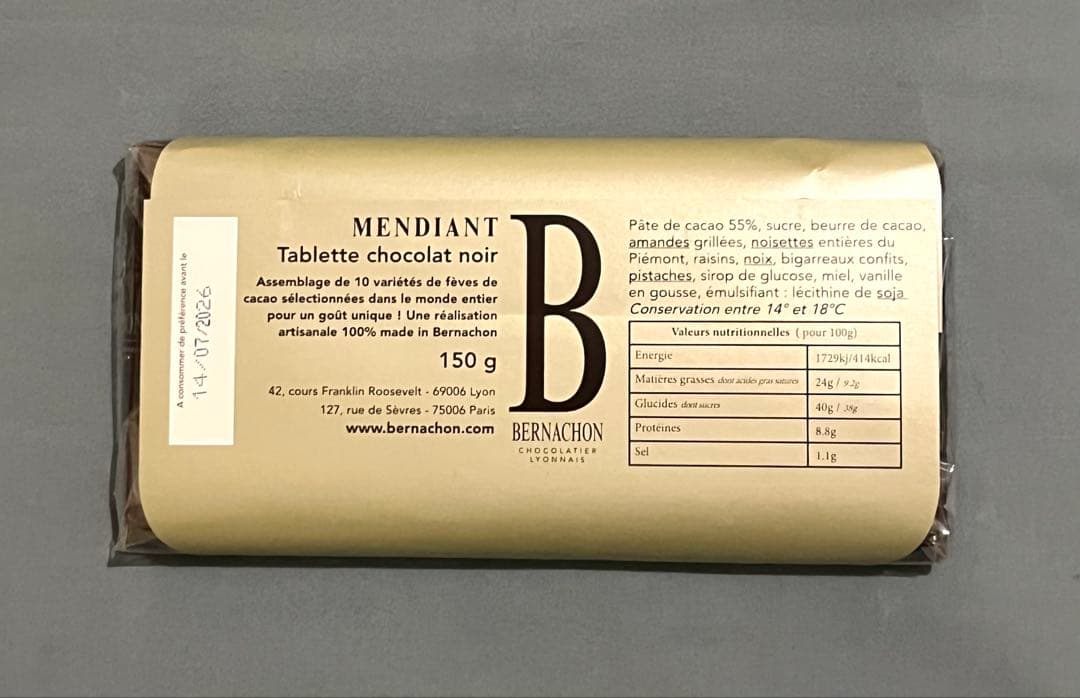 A consommer de préférence avant le
14/07/2026
MENDIANT
Tablette chocolat noir
Assemblage de 10 variétés de fèves de
cacao sélectionnées dans le monde entier
pour un goût unique ! Une réalisation
artisanale 100% made in Bernachon
150 g
42, cours Franklin Roosevelt - 69006 Lyon
127, rue de Sèvres - 75006 Paris
www.bernachon.com
B
BERNACHON
CHOCOLATIER
LYONNAIS
Pâte de cacao 55%, sucre, beurre de cacao,
amandes grillées, noisettes entières du
Piémont, raisins, noix, bigarreaux confits,
pistaches, sirop de glucose, miel, vanille
en gousse, émulsifiant : lécithine de soja
Conservation entre 14° et 18°C
Valeurs nutritionnelles ( pour 100g)
Energie 1729kj/414kcal
Matières grasses dont acides gras saturés 24g / 9.2g
Glucides dont sucres 40g / 38g
Protéines 8.8g
Sel 1.1g